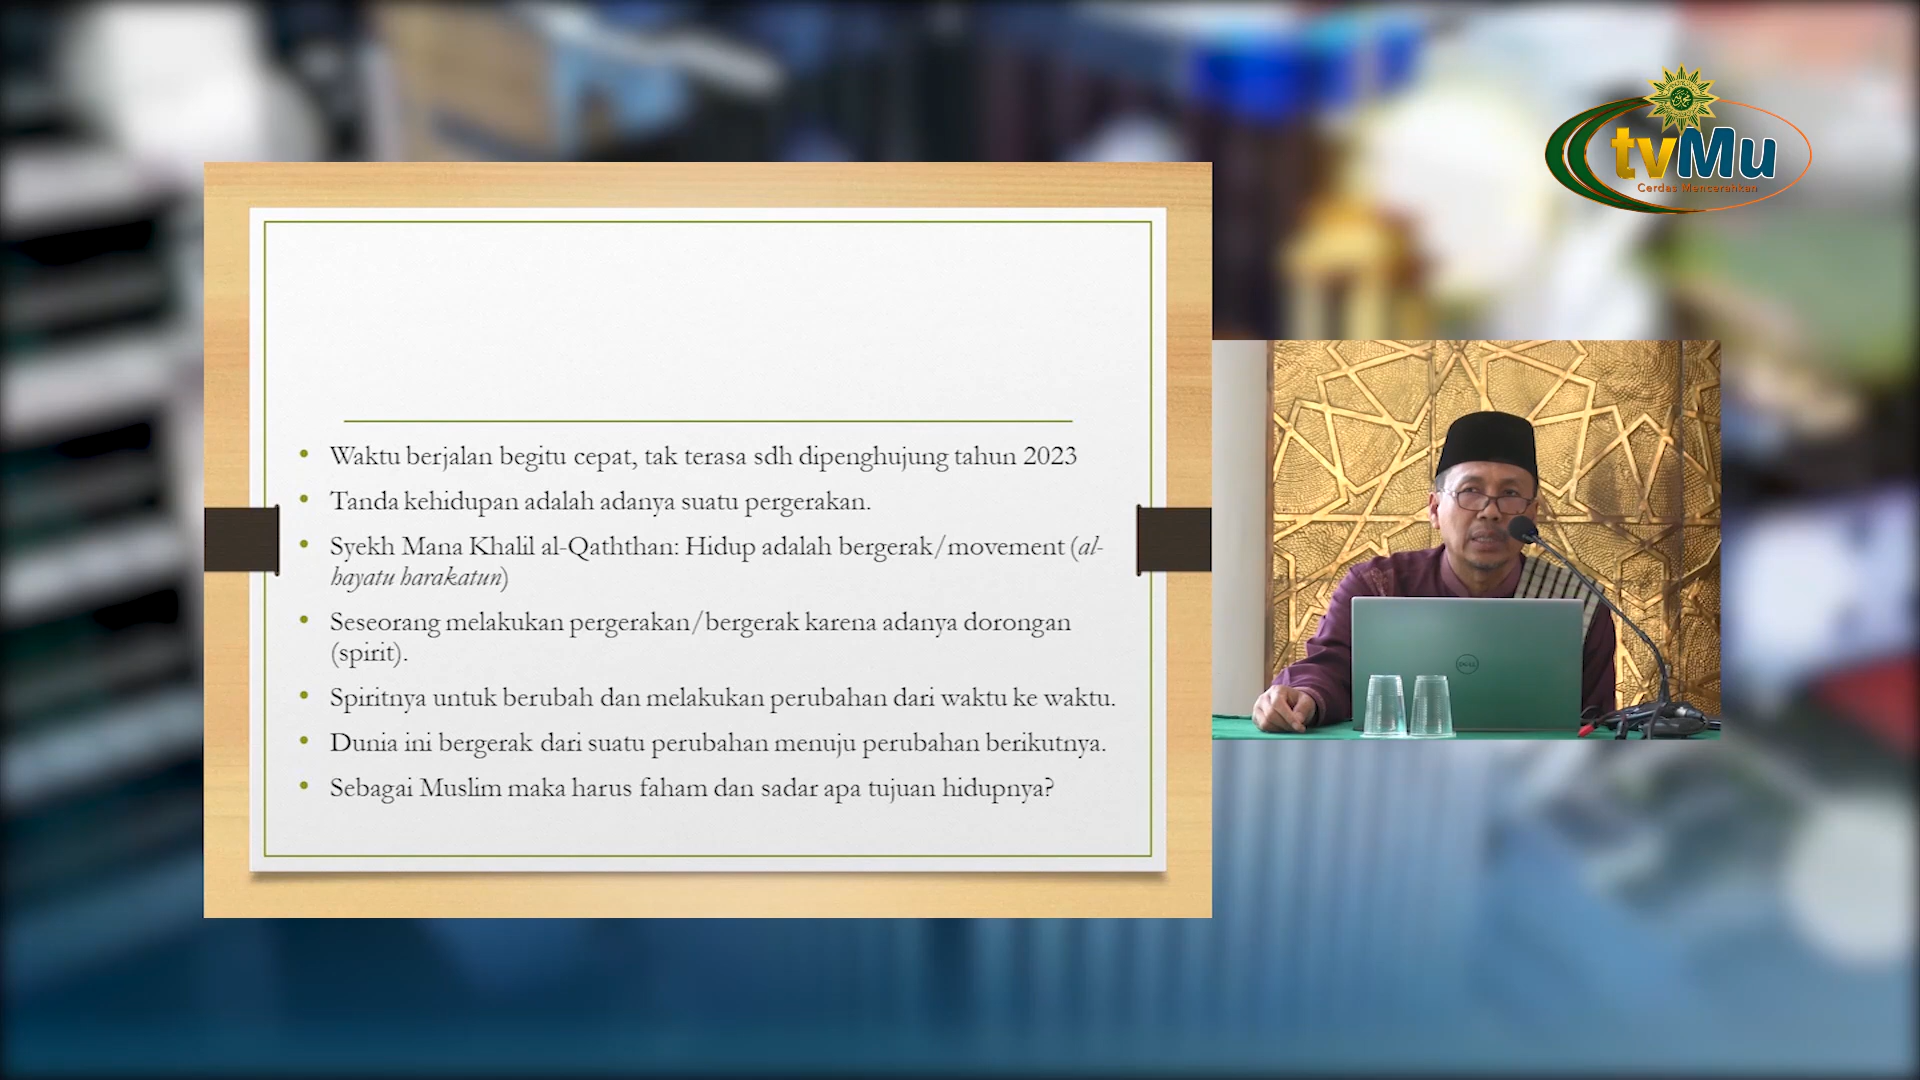 tvMu
Cerdas Mencerahkan
• Waktu berjalan begitu cepat, tak terasa sdh dipenghujung tahun 2023
• Tanda kehidupan adalah adanya suatu pergerakan.
• Syekh Mana Khalil al-Qaththan: Hidup adalah bergerak/movement (al-
hayatu harakatun)
• Seseorang melakukan pergerakan/bergerak karena adanya dorongan
(spirit).
• Spiritnya untuk berubah dan melakukan perubahan dari waktu ke waktu.
• Dunia ini bergerak dari suatu perubahan menuju perubahan berikutnya.
• Sebagai Muslim maka harus faham dan sadar apa tujuan hidupnya?
DELL